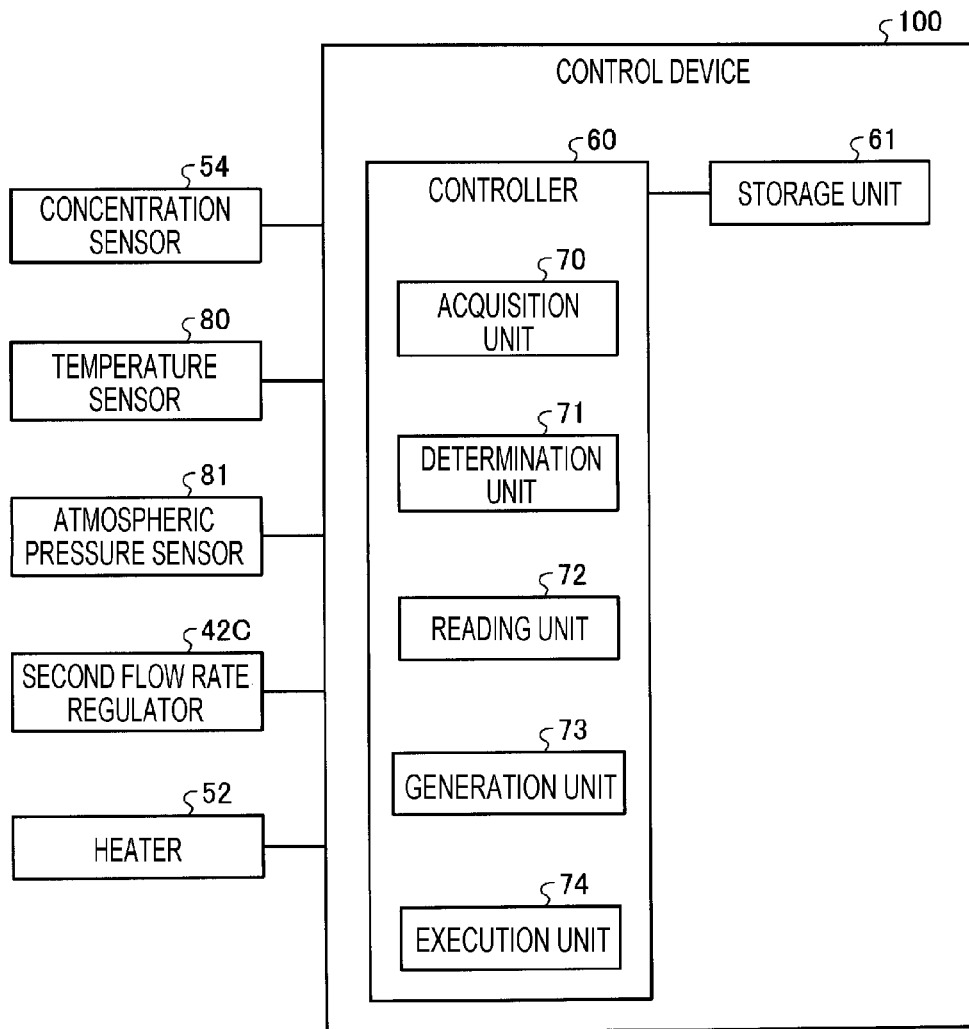 100
CONTROL DEVICE
54
CONCENTRATION
SENSOR
80
TEMPERATURE
SENSOR
81
ATMOSPHERIC
PRESSURE SENSOR
42C
SECOND FLOW RATE
REGULATOR
52
HEATER
60
CONTROLLER
70
ACQUISITION
UNIT
71
DETERMINATION
UNIT
72
READING UNIT
73
GENERATION UNIT
74
EXECUTION UNIT
61
STORAGE UNIT